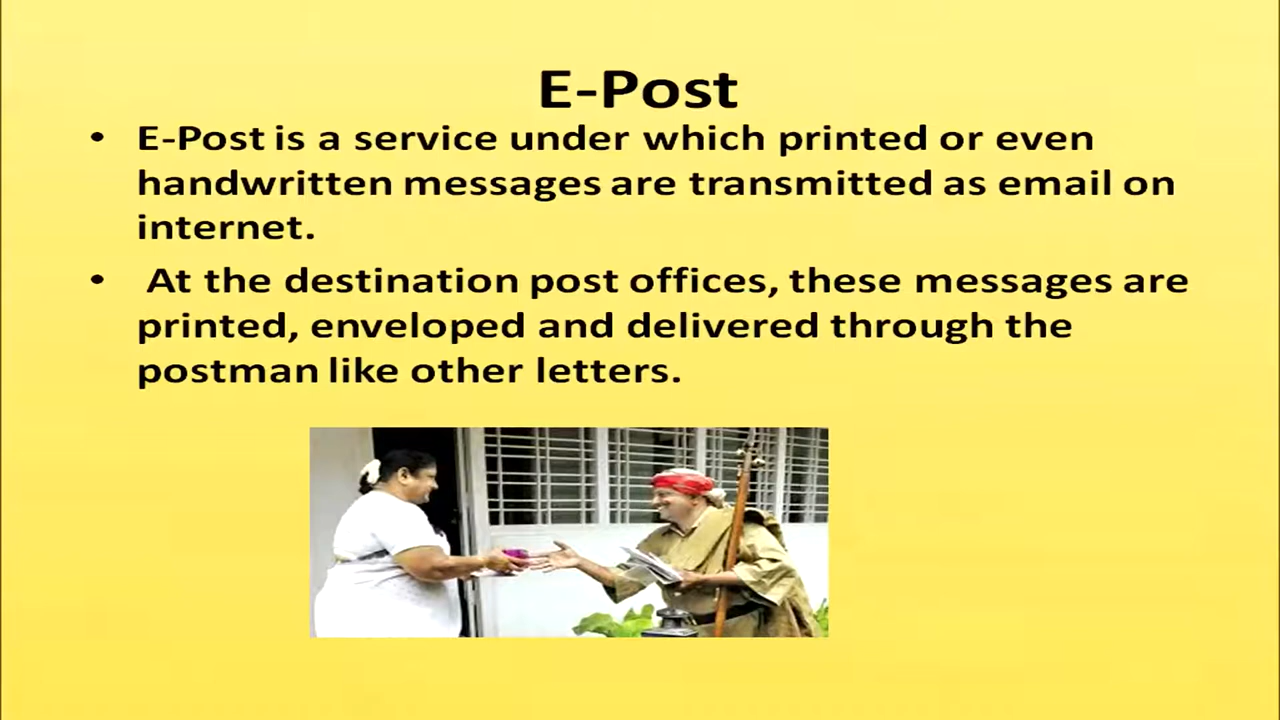 E-Post
• E-Post is a service under which printed or even
handwritten messages are transmitted as email on
internet.
• At the destination post offices, these messages are
printed, enveloped and delivered through the
postman like other letters.